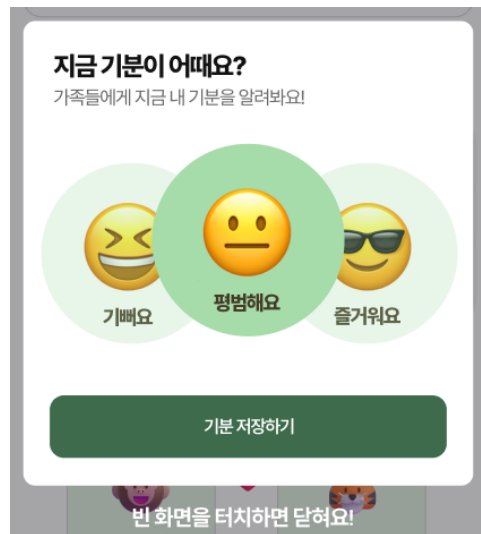 지금 기분이 어때요?
가족들에게 지금 내 기분을 알려봐요!
기뻐요
평범해요
즐거워요
기분 저장하기
빈 화면을 터치하면 닫혀요!